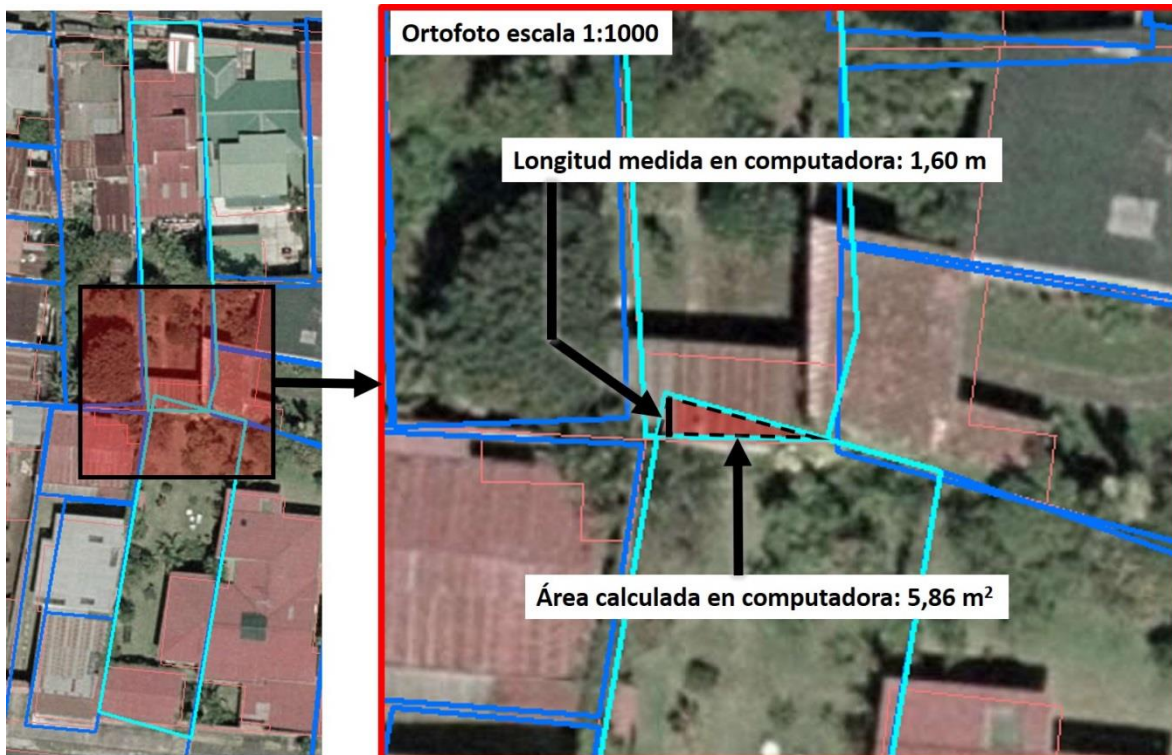 Ortofoto escala 1:1000
Longitud medida en computadora: 1,60 m
Área calculada en computadora: 5,86 m²